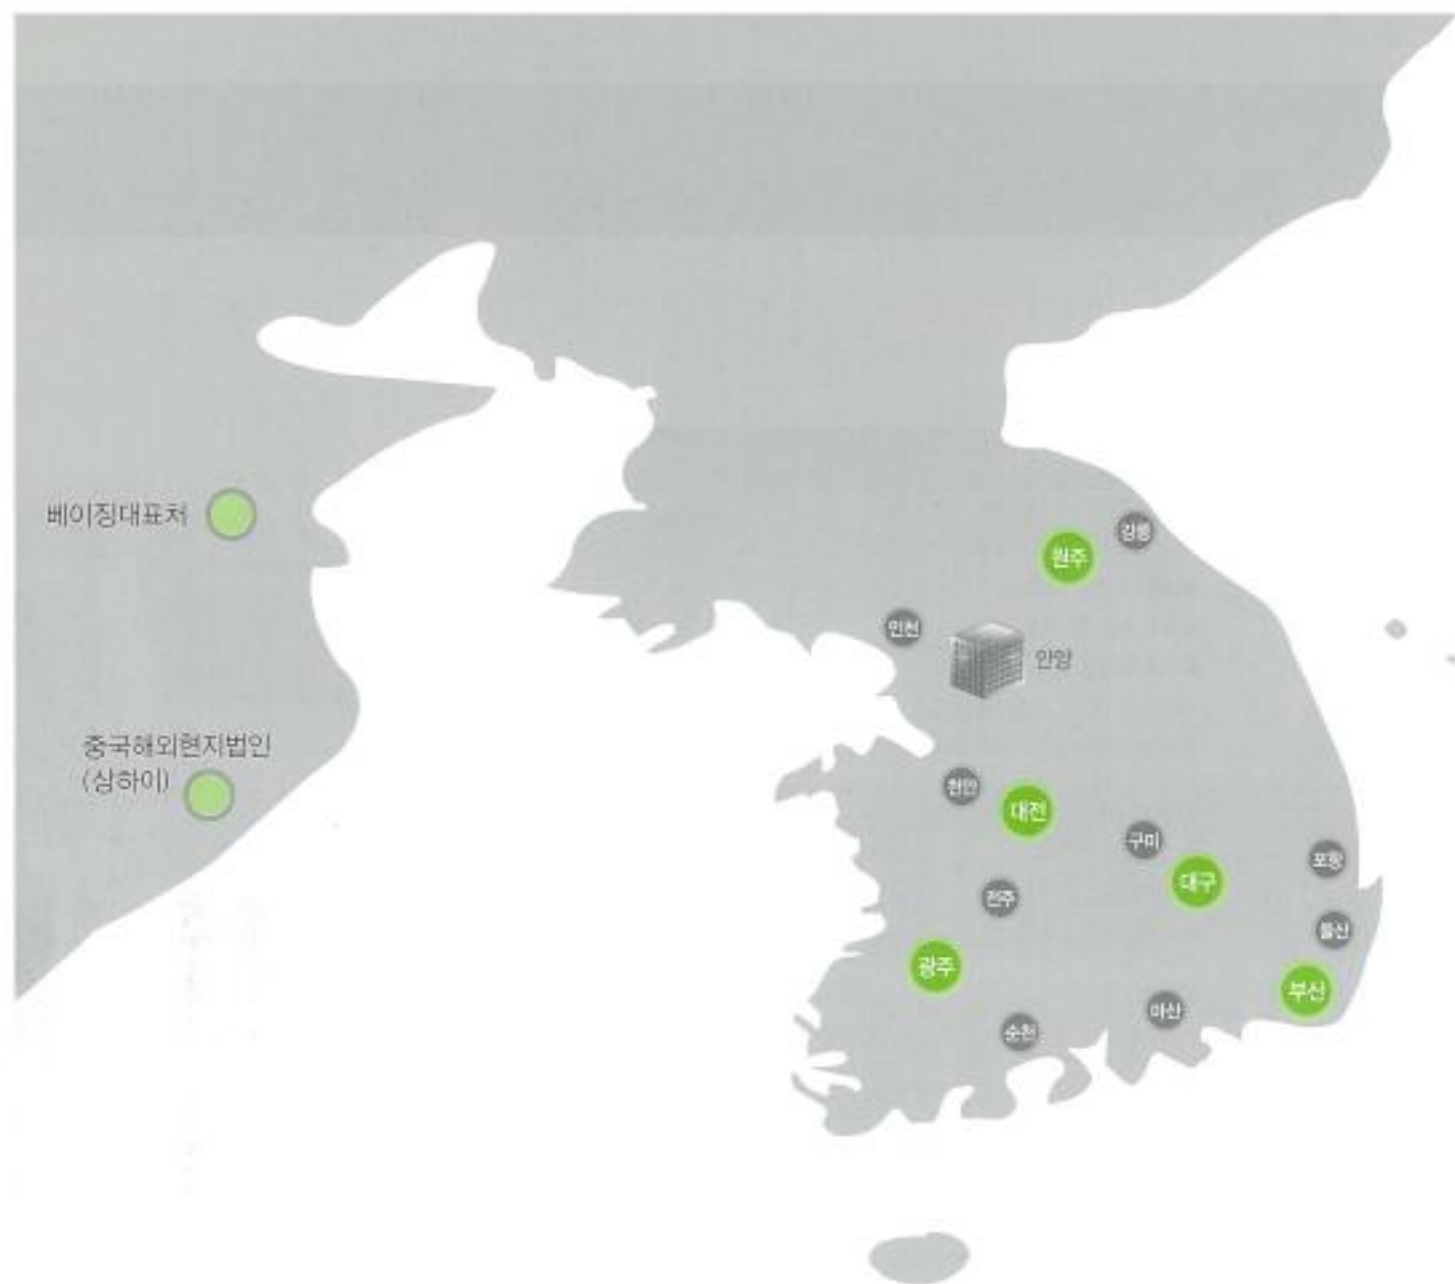 강릉
베이징대표처
원주
인천
안양
중국해외현지법인
(상하이)
천안
대전
구미
포항
대구
전주
울산
광주
부산
마산
순천